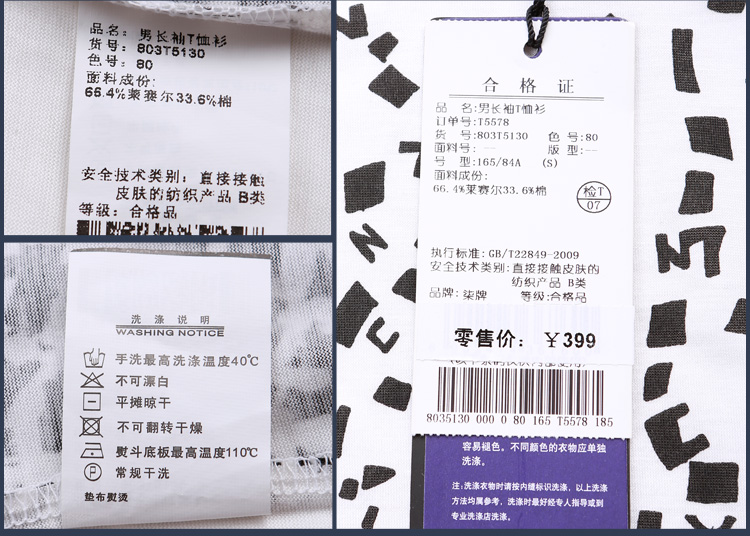 品名: 男长袖T恤衫
货号: 803T5130
色号: 80
面料成份:
66.4%莱赛尔33.6%棉
安全技术类别: 直接接触
皮肤的纺织产品 B类
等级: 合格品
洗涤说明
WASHING NOTICE
手洗最高洗涤温度40℃
不可漂白
平摊晾干
不可翻转干燥
熨斗底板最高温度110℃
P 常规干洗
垫布熨烫
合格证
品 名:男长袖T恤衫
订单号:T5578
货 号:803T5130 色 号:80
面料号: -- 版 型:--
号 型:165/84A (S)
面料成份:
66.4%莱赛尔33.6%棉
检T
07
执行标准:GB/T22849-2009
安全技术类别:直接接触皮肤的
纺织产品 B类
品牌: 柒牌 等级:合格品
零售价: ¥399
8035130 000 0 80 165 T5578 185
容易褪色。不同颜色的衣物应单独
洗涤。
注:洗涤衣物时请按内缝标识洗涤, 以上洗涤
方法均属参考, 洗涤时最好经专人指导或到
专业洗涤店洗涤。